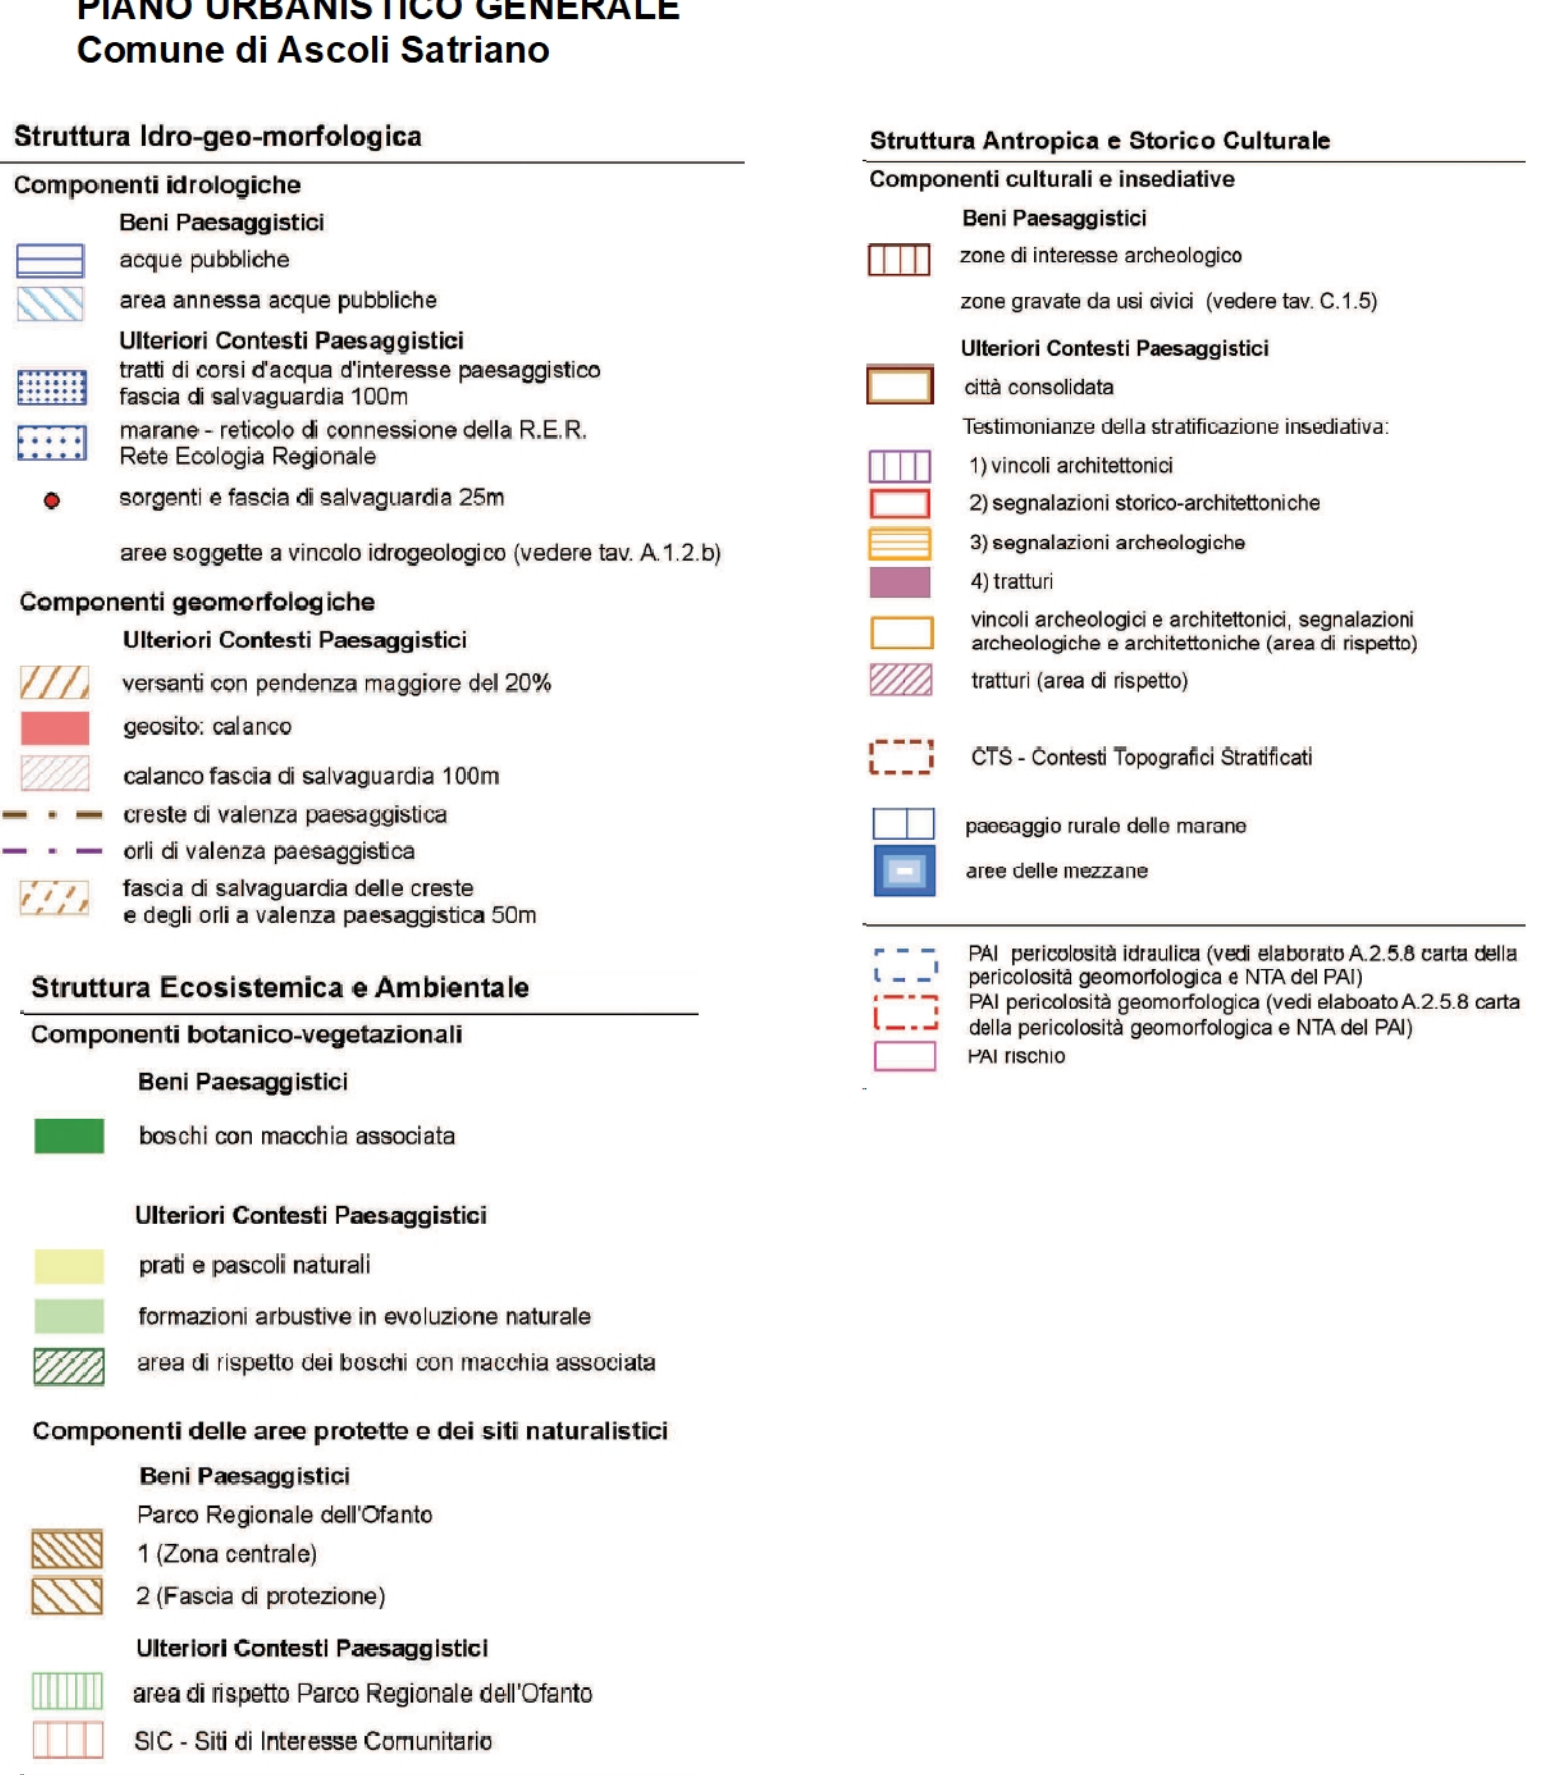 PIANO URBANISTICO GENERALE
Comune di Ascoli Satriano
Struttura Idro-geo-morfologica
Componenti idrologiche
Beni Paesaggistici
acque pubbliche
area annessa acque pubbliche
Ulteriori Contesti Paesaggistici
tratti di corsi d'acqua d'interesse paesaggistico
fascia di salvaguardia 100m
marane - reticolo di connessione della R.E.R.
Rete Ecologia Regionale
sorgenti e fascia di salvaguardia 25m
aree soggette a vincolo idrogeologico (vedere tav. A.1.2.b)
Componenti geomorfologiche
Ulteriori Contesti Paesaggistici
versanti con pendenza maggiore del 20%
geosito: calanco
calanco fascia di salvaguardia 100m
creste di valenza paesaggistica
orli di valenza paesaggistica
fascia di salvaguardia delle creste
e degli orli a valenza paesaggistica 50m
Struttura Ecosistemica e Ambientale
Componenti botanico-vegetazionali
Beni Paesaggistici
boschi con macchia associata
Ulteriori Contesti Paesaggistici
prati e pascoli naturali
formazioni arbustive in evoluzione naturale
area di rispetto dei boschi con macchia associata
Componenti delle aree protette e dei siti naturalistici
Beni Paesaggistici
Parco Regionale dell'Ofanto
1 (Zona centrale)
2 (Fascia di protezione)
Ulteriori Contesti Paesaggistici
area di rispetto Parco Regionale dell'Ofanto
SIC - Siti di Interesse Comunitario
Struttura Antropica e Storico Culturale
Componenti culturali e insediative
Beni Paesaggistici
zone di interesse archeologico
zone gravate da usi civici (vedere tav. C.1.5)
Ulteriori Contesti Paesaggistici
città consolidata
Testimonianze della stratificazione insediativa:
1) vincoli architettonici
2) segnalazioni storico-architettoniche
3) segnalazioni archeologiche
4) tratturi
vincoli archeologici e architettonici, segnalazioni
archeologiche e architettoniche (area di rispetto)
tratturi (area di rispetto)
CTS - Contesti Topografici Stratificati
paesaggio rurale delle marane
aree delle mezzane
PAI pericolosità idraulica (vedi elaborato A.2.5.8 carta della
pericolosità geomorfologica e NTA del PAI)
PAI pericolosità geomorfologica (vedi elaboato A.2.5.8 carta
della pericolosità geomorfologica e NTA del PAI)
PAI rischio